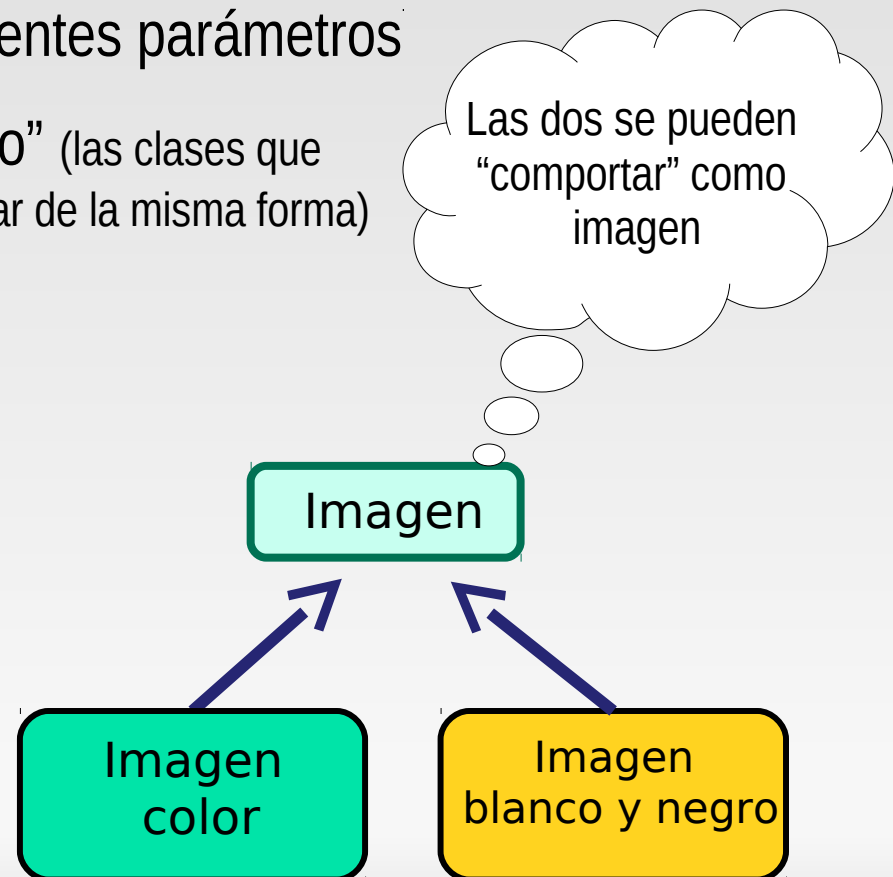 entes parámetros
o” (las clases que
ar de la misma forma)
Las dos se pueden
“comportar” como
imagen
Imagen
Imagen
color
Imagen
blanco y negro